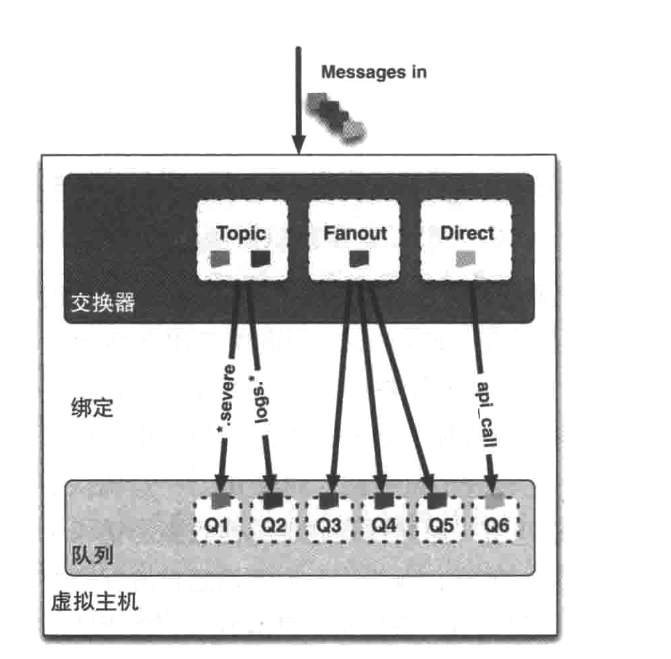 Messages in
Topic
Fanout
Direct
交换器
*.severe
logs.*
api_call
绑定
Q1
Q2
Q3
Q4
Q5
Q6
队列
虚拟主机